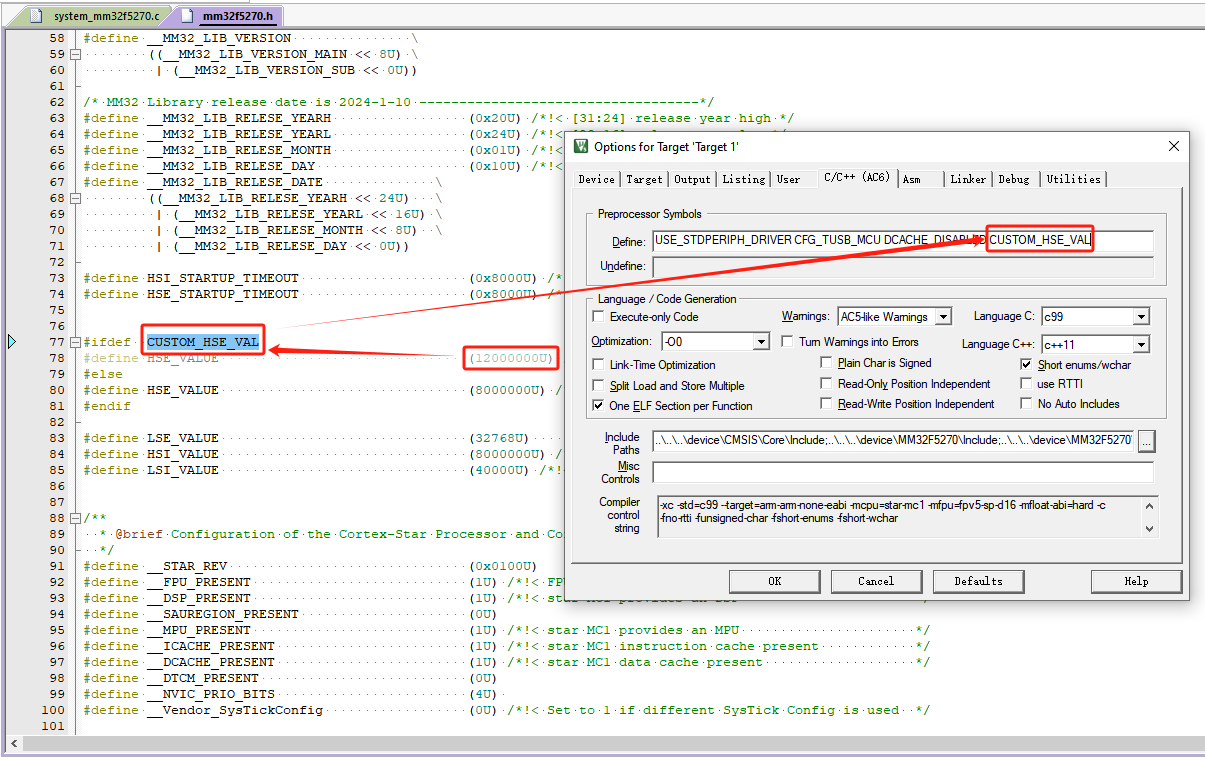 system_mm32f5270.c
mm32f5270.h
58 #define __MM32_LIB_VERSION \
59 ((__MM32_LIB_VERSION_MAIN << 8U) \
60 | (__MM32_LIB_VERSION_SUB << 0U))
61
62 /* MM32 Library release date is 2024-1-10 -----------------------------------*/
63 #define __MM32_LIB_RELESE_YEARH (0x20U) /*!< [31:24] release year high */
64 #define __MM32_LIB_RELESE_YEARL (0x24U) /*!<
65 #define __MM32_LIB_RELESE_MONTH (0x01U) /*!<
66 #define __MM32_LIB_RELESE_DAY (0x10U) /*!<
67 #define __MM32_LIB_RELESE_DATE \
68 ((__MM32_LIB_RELESE_YEARH << 24U) \
69 | (__MM32_LIB_RELESE_YEARL << 16U) \
70 | (__MM32_LIB_RELESE_MONTH << 8U) \
71 | (__MM32_LIB_RELESE_DAY << 0U))
72
73 #define HSI_STARTUP_TIMEOUT (0x8000U) /*
74 #define HSE_STARTUP_TIMEOUT (0x8000U) /*
75
76
77 #ifdef CUSTOM_HSE_VAL
78 #define HSE_VALUE (12000000U)
79 #else
80 #define HSE_VALUE (8000000U) /
81 #endif
82
83 #define LSE_VALUE (32768U)
84 #define HSI_VALUE (8000000U) /
85 #define LSI_VALUE (40000U) /*!
86
87
88 /**
89 * @brief Configuration of the Cortex-Star Processor and Co
90 */
91 #define __STAR_REV (0x0100U)
92 #define __FPU_PRESENT (1U) /*!< FP
93 #define __DSP_PRESENT (1U) /*!< st
94 #define __SAUREGION_PRESENT (0U)
95 #define __MPU_PRESENT (1U) /*!< star MC1 provides an MPU */
96 #define __ICACHE_PRESENT (1U) /*!< star MC1 instruction cache present */
97 #define __DCACHE_PRESENT (1U) /*!< star MC1 data cache present */
98 #define __DTCM_PRESENT (0U)
99 #define __NVIC_PRIO_BITS (4U)
100 #define __Vendor_SysTickConfig (0U) /*!< Set to 1 if different SysTick Config is used */
101
Options for Target 'Target 1'
Device Target Output Listing User C/C++ (AC6) Asm Linker Debug Utilities
Preprocessor Symbols
Define: USE_STDPERIPH_DRIVER CFG_TUSB_MCU DCACHE_DISABLED CUSTOM_HSE_VAL
Undefine:
Language / Code Generation
Execute-only Code
Warnings: AC5-like Warnings
Language C: c99
Optimization: -O0
Turn Warnings into Errors
Language C++: c++11
Link-Time Optimization
Plain Char is Signed
Short enums/wchar
Split Load and Store Multiple
Read-Only Position Independent
use RTTI
One ELF Section per Function
Read-Write Position Independent
No Auto Includes
Include Paths
..\..\..\device\CMSIS\Core\Include;..\..\..\device\MM32F5270\Include;..\..\..\device\MM32F5270\
...
Misc Controls
Compiler control string
-xc -std=c99 --target=arm-arm-none-eabi -mcpu=star-mc1 -mfpu=fpv5-sp-d16 -mfloat-abi=hard -c
-fno-rtti -funsigned-char -fshort-enums -fshort-wchar
OK Cancel Defaults Help